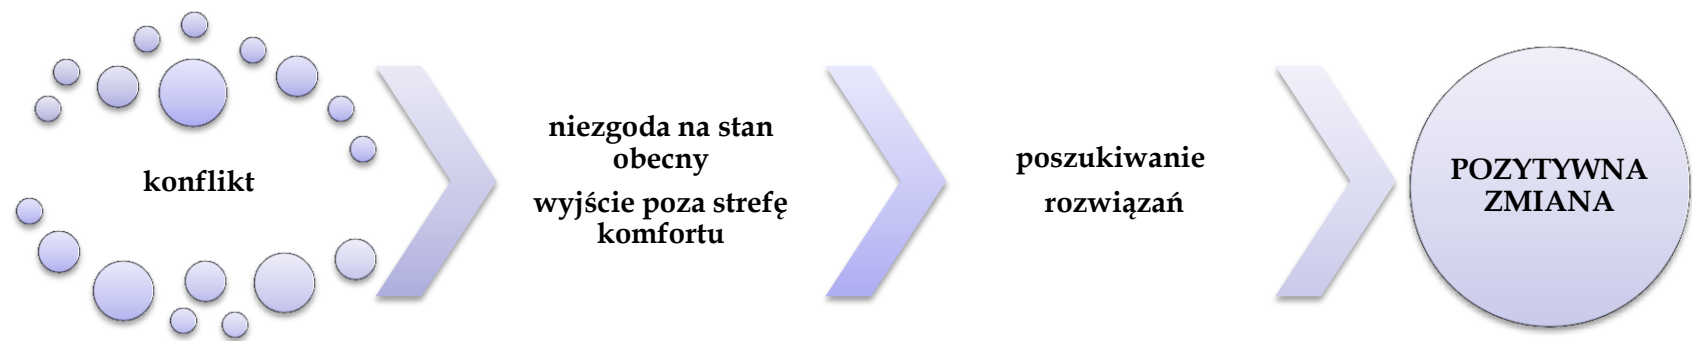 konflikt
niezgoda na stan
obecny
wyjście poza strefę
komfortu
poszukiwanie
rozwiązań
POZYTYWNA
ZMIANA